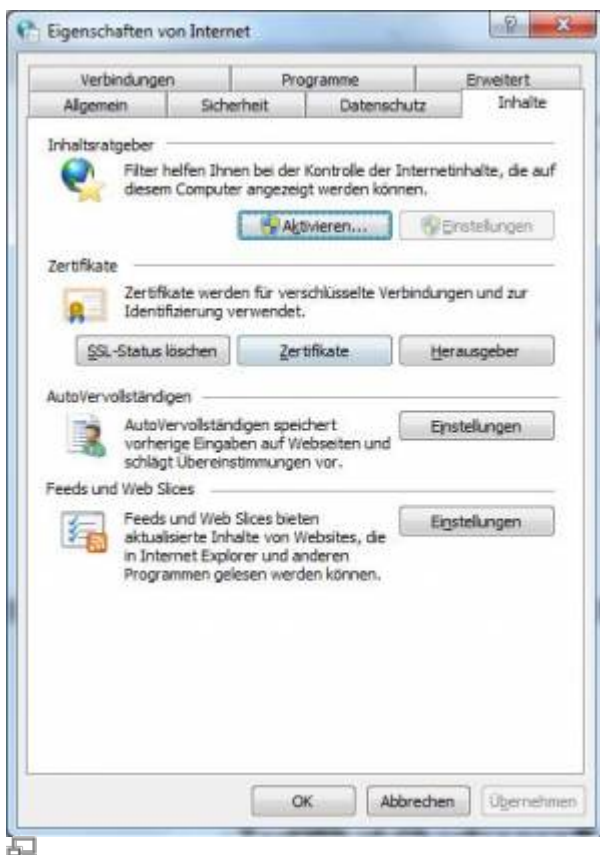 Eigenschaften von Internet
Verbindungen Programme Erweitert
Allgemein Sicherheit Datenschutz Inhalte
Inhaltsratgeber
Filter helfen Ihnen bei der Kontrolle der Internetinhalte, die auf
diesem Computer angezeigt werden können.
Aktivieren... Einstellungen
Zertifikate
Zertifikate werden für verschlüsselte Verbindungen und zur
Identifizierung verwendet.
SSL-Status löschen Zertifikate Herausgeber
AutoVervollständigen
AutoVervollständigen speichert
vorherige Eingaben auf Webseiten und
schlägt Übereinstimmungen vor.
Einstellungen
Feeds und Web Slices
Feeds und Web Slices bieten
aktualisierte Inhalte von Websites, die
in Internet Explorer und anderen
Programmen gelesen werden können.
Einstellungen
OK Abbrechen Übernehmen